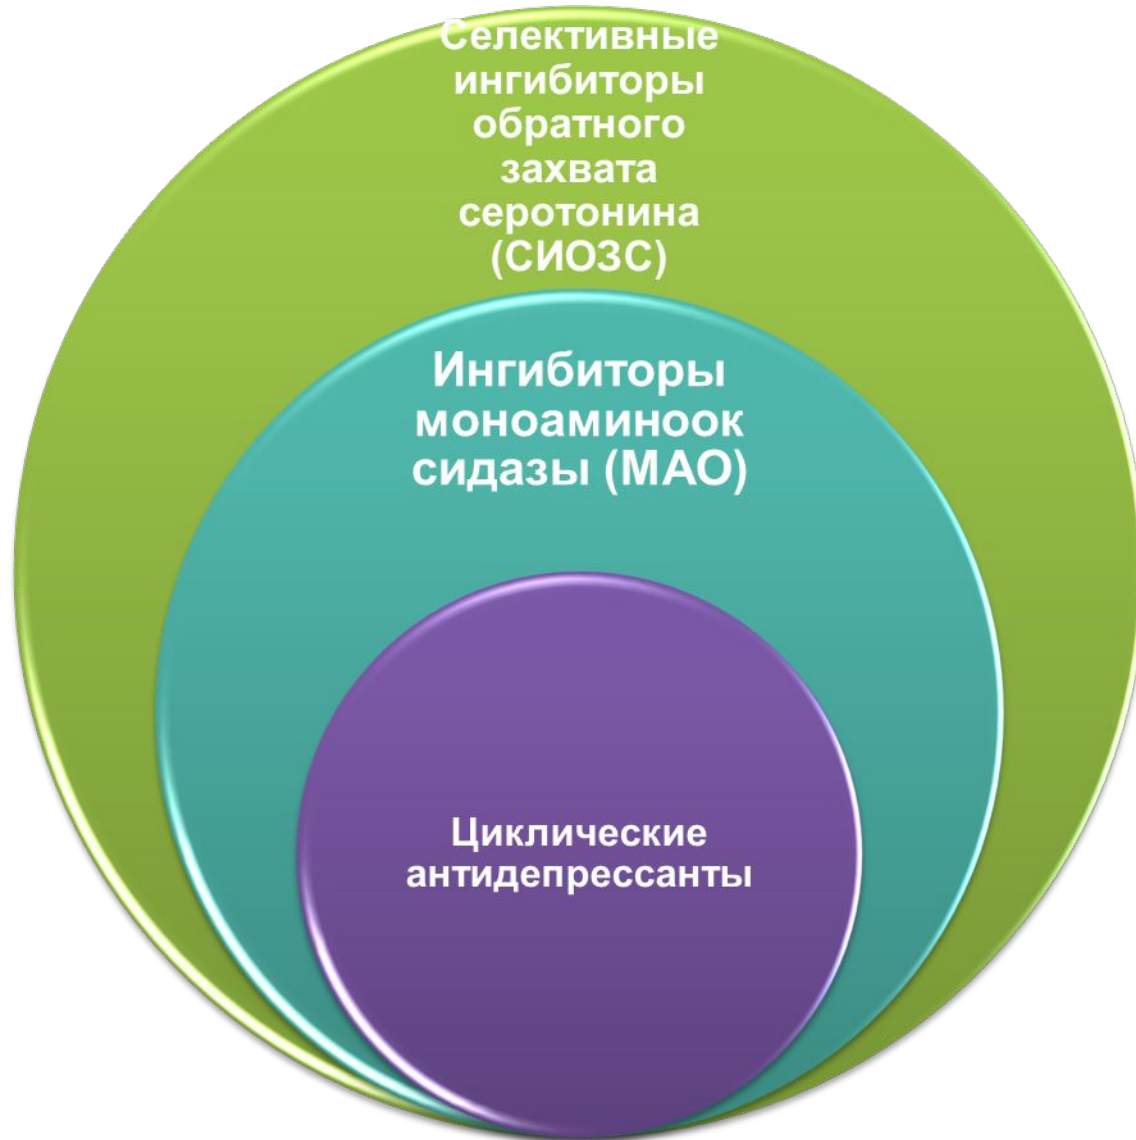 Селективные
ингибиторы
обратного
захвата
серотонина
(СИОЗС)
Ингибиторы
моноаминоок
сидазы (МАО)
Циклические
антидепрессанты